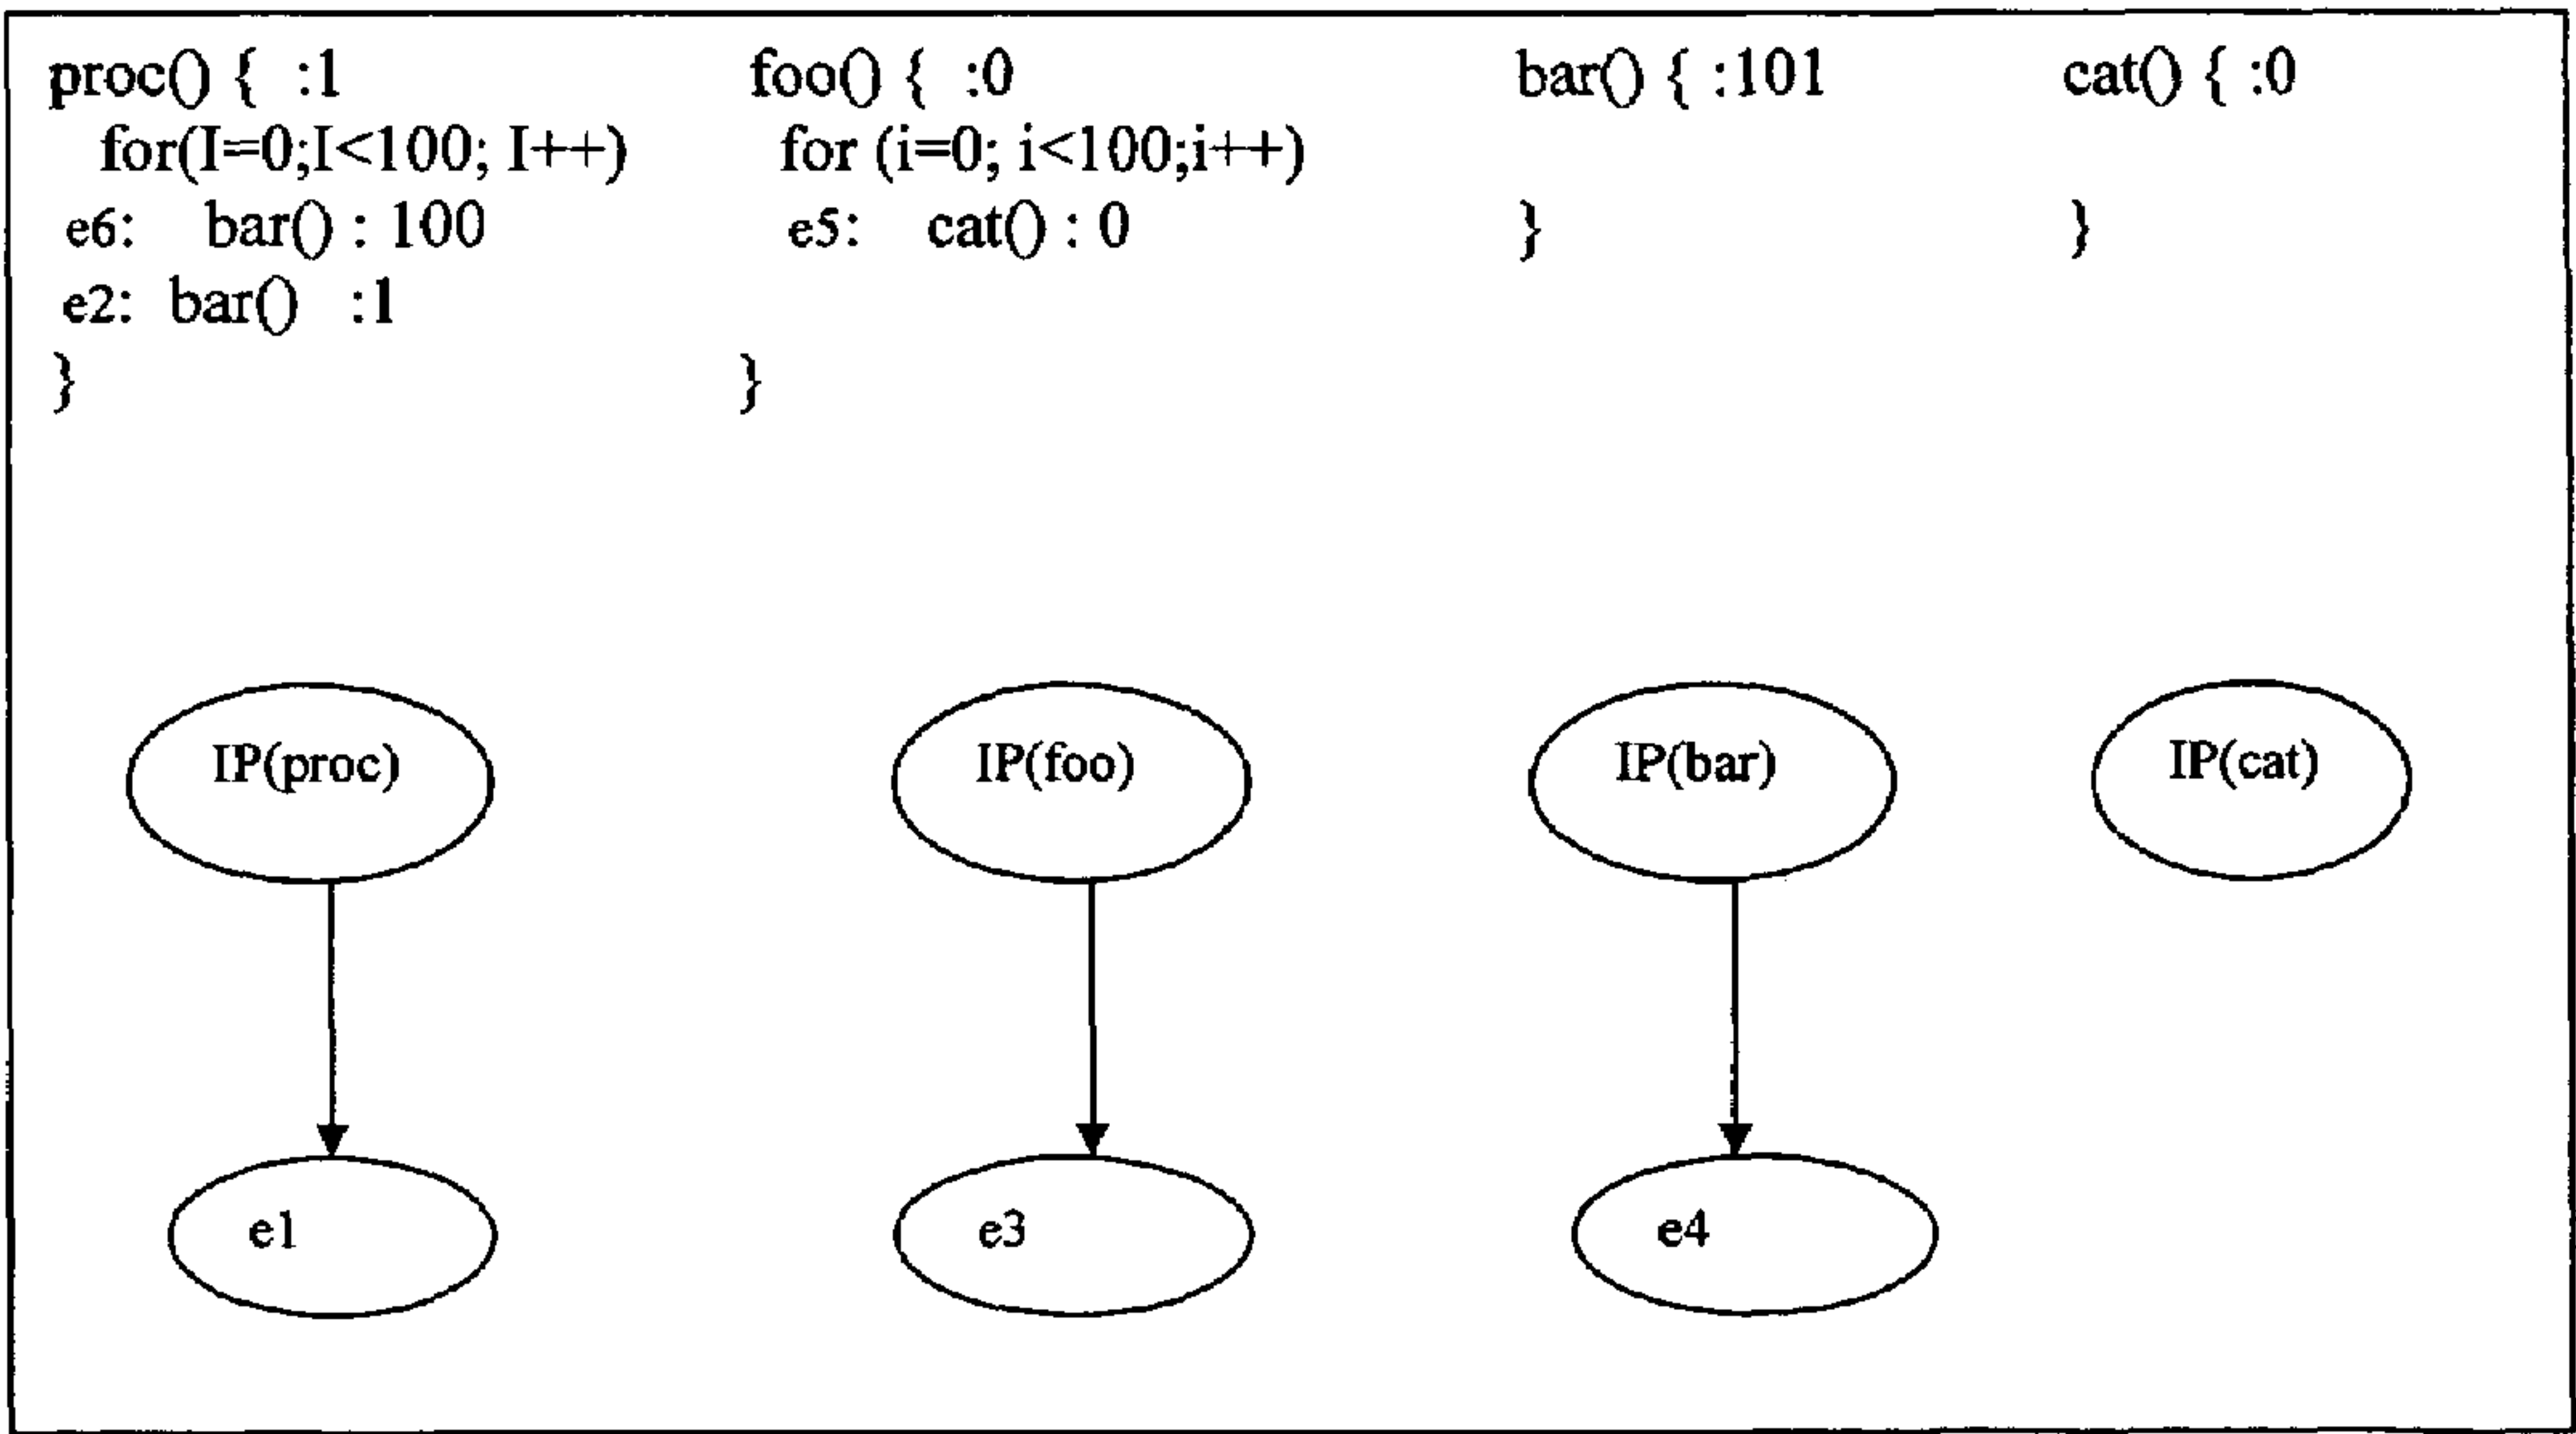 proc() { :1
for(I=0;I<100; I++)
e6: bar() : 100
e2: bar() :1
}
foo() { :0
for (i=0; i<100;i++)
e5: cat() : 0
}
bar() { :101
}
cat() { :0
}
IP(proc)
IP(foo)
IP(bar)
IP(cat)
e1
e3
e4